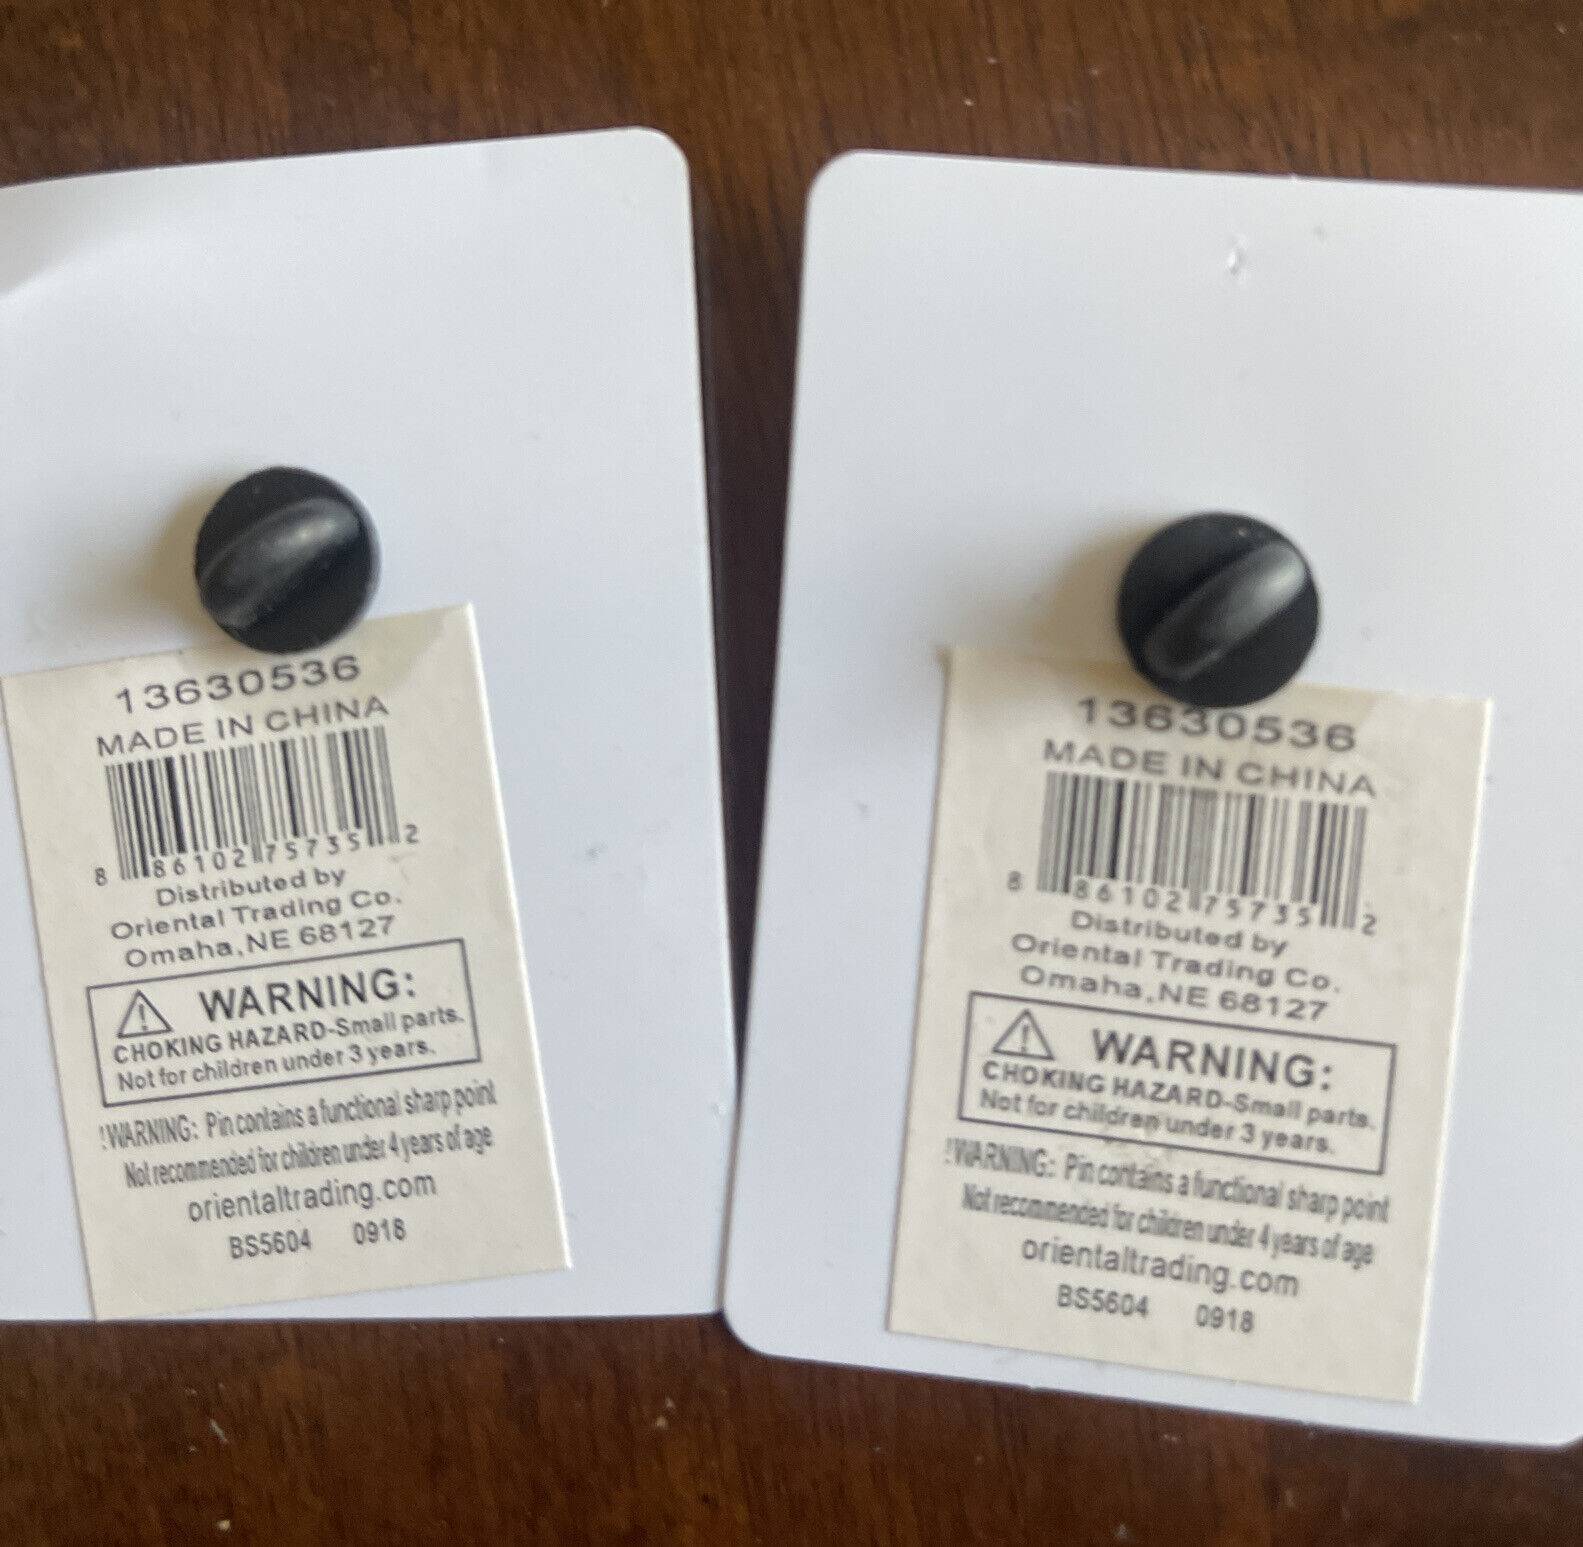 13630536
MADE IN CHINA
8 86102 75735 2
Distributed by
Oriental Trading Co.
Omaha,NE 68127
WARNING:
CHOKING HAZARD-Small parts.
Not for children under 3 years.
!WARNING: Pin contains a functional sharp point
Not recommended for children under 4 years of age
orientaltrading.com
BS5604 0918
13630536
MADE IN CHINA
8 86102 75735 2
Distributed by
Oriental Trading Co.
Omaha,NE 68127
WARNING:
CHOKING HAZARD-Small parts.
Not for children under 3 years.
!WARNING: Pin contains a functional sharp point
Not recommended for children under 4 years of age
orientaltrading.com
BS5604 0918